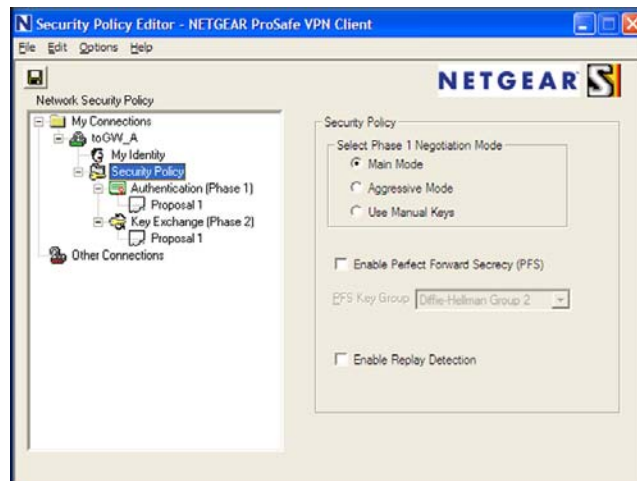 N Security Policy Editor - NETGEAR ProSafe VPN Client
File Edit Options Help
NETGEAR S
Network Security Policy
My Connections
toGW_A
My Identity
Security Policy
Authentication (Phase 1)
Proposal 1
Key Exchange (Phase 2)
Proposal 1
Other Connections
Security Policy
Select Phase 1 Negotiation Mode
Main Mode
Aggressive Mode
Use Manual Keys
Enable Perfect Forward Secrecy (PFS)
PFS Key Group Diffie-Hellman Group 2
Enable Replay Detection